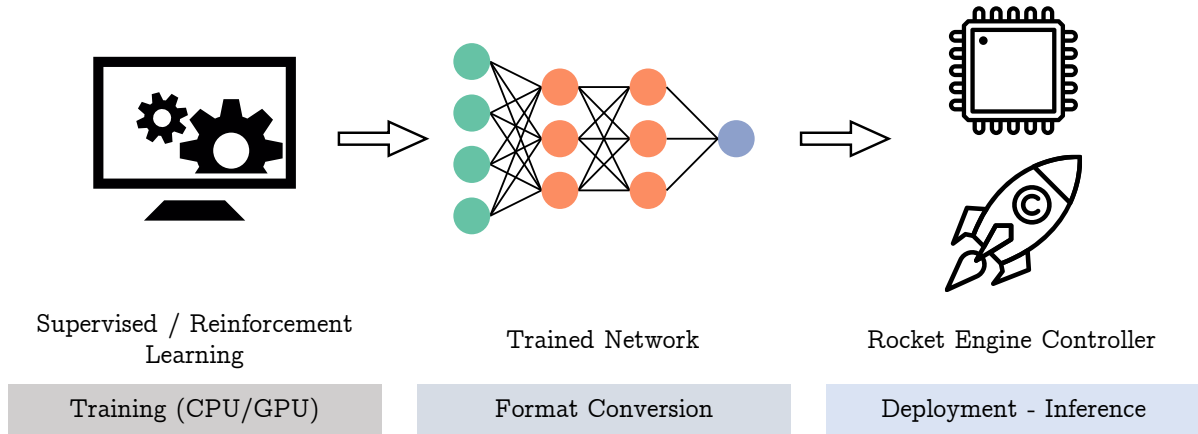 Supervised / Reinforcement
Learning
Trained Network
Rocket Engine Controller
Training (CPU/GPU)
Format Conversion
Deployment - Inference
C